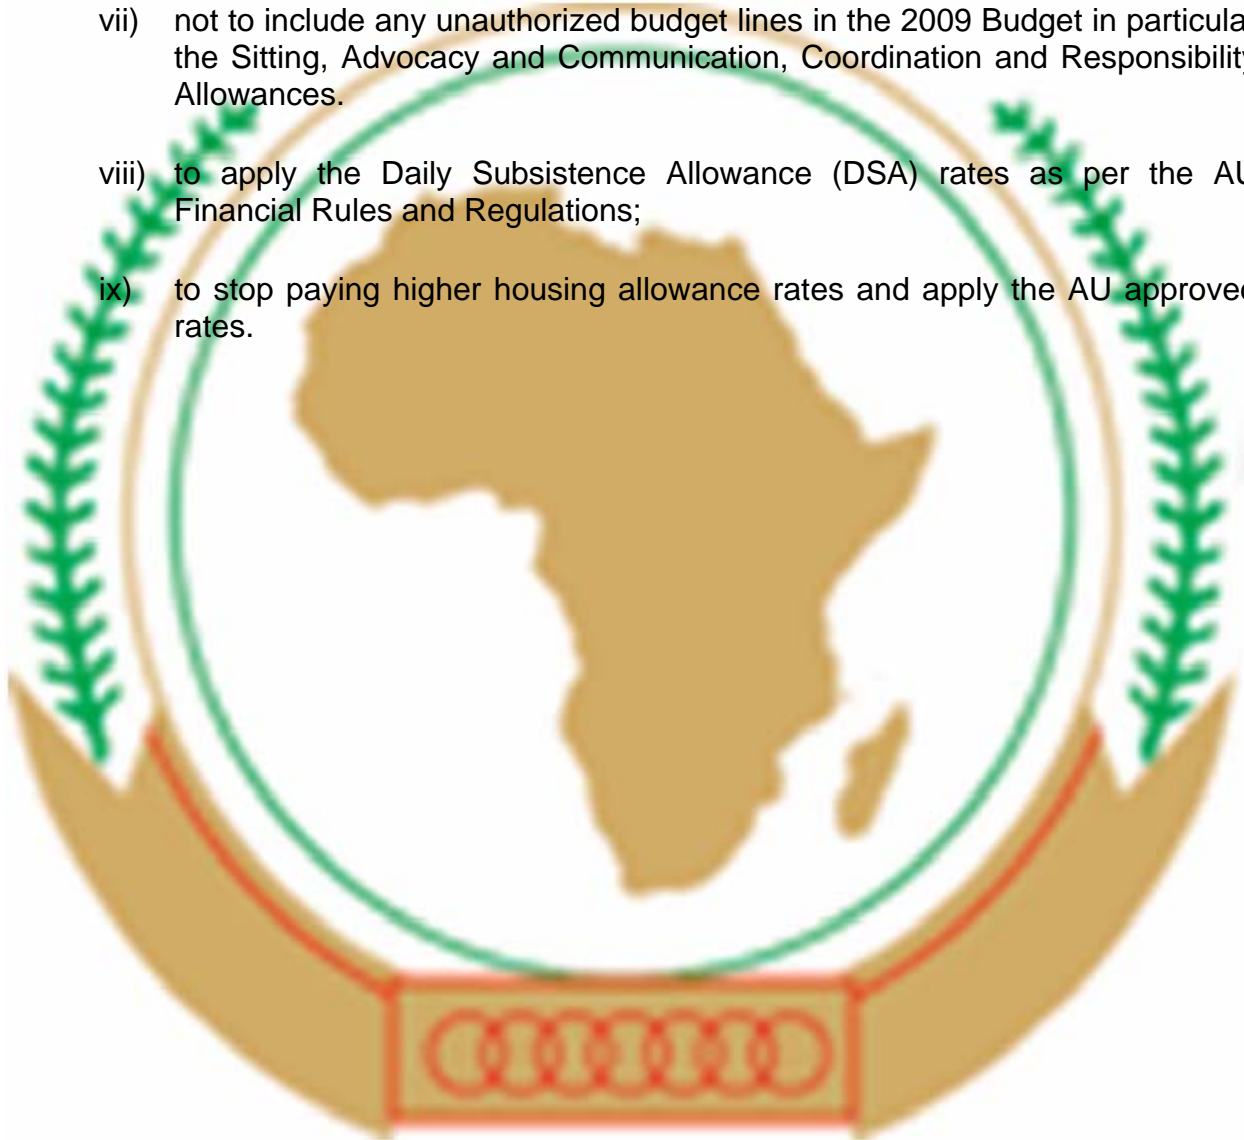 vii) not to include any unauthorized budget lines in the 2009 Budget in particula
the Sitting, Advocacy and Communication, Coordination and Responsibility
Allowances.
viii) to apply the Daily Subsistence Allowance (DSA) rates as per the AU
Financial Rules and Regulations;
ix) to stop paying higher housing allowance rates and apply the AU approved
rates.